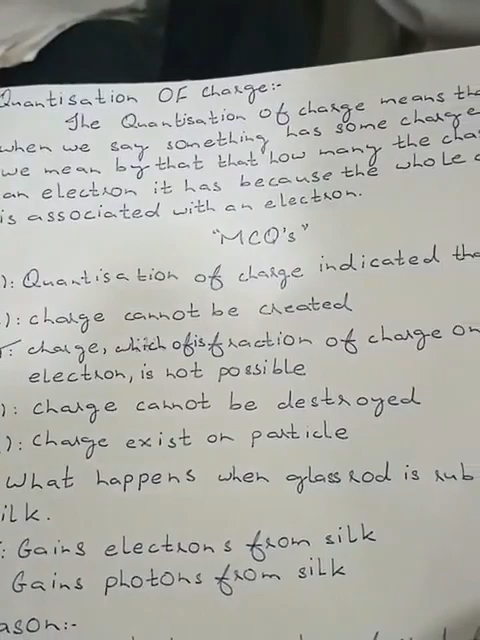 Quantisation OF charge:-
The Quantisation of charge means tha
when we say something has some charge
we mean by that that how many the cha
an electron it has because the whole c
is associated with an electron.
"MCQ's"
): Quantisation of charge indicated tha
): charge cannot be created
: charge, which of is fraction of charge on
electron, is not possible
): charge cannot be destroyed
): charge exist on particle
What happens when glass rod is rub
ilk.
: Gains electrons from silk
Gains photons from silk
ason:-